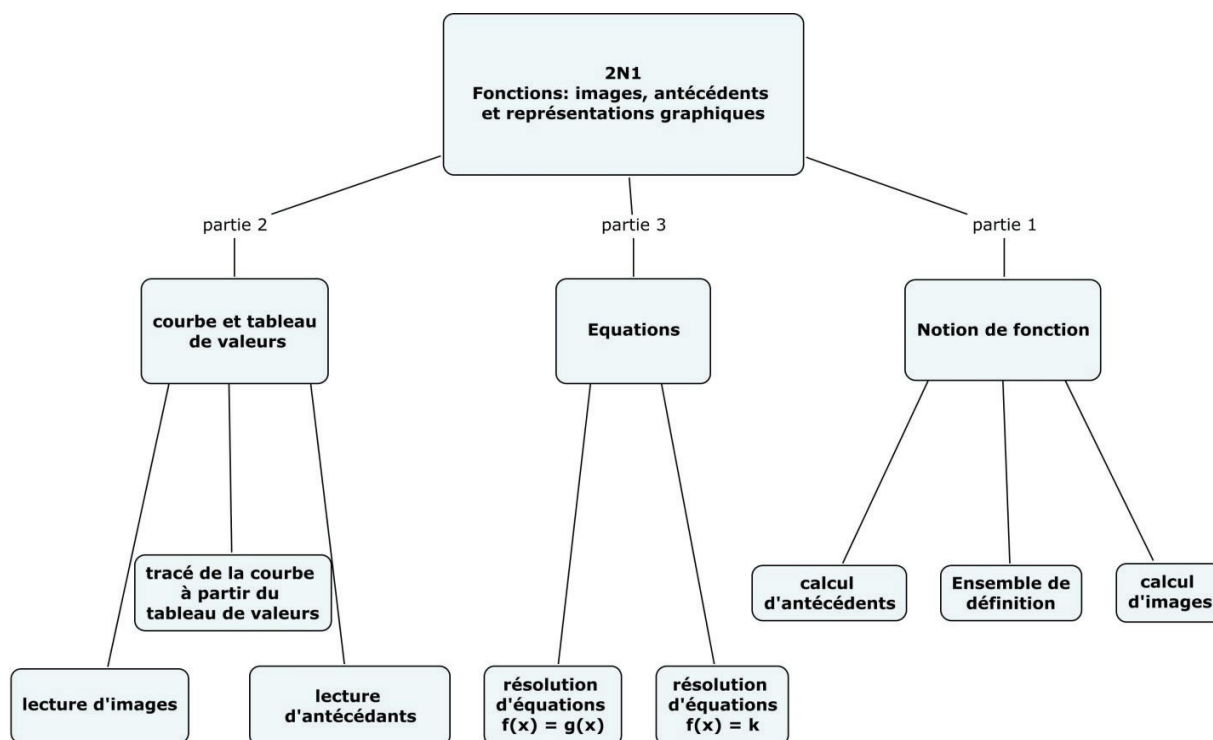 2N1
Fonctions: images, antécédents
et représentations graphiques
partie 2
partie 3
partie 1
courbe et tableau
de valeurs
Equations
Notion de fonction
tracé de la courbe
à partir du
tableau de valeurs
calcul
d'antécédents
Ensemble de
définition
calcul
d'images
lecture d'images
lecture
d'antécédants
résolution
d'équations
f(x) = g(x)
résolution
d'équations
f(x) = k